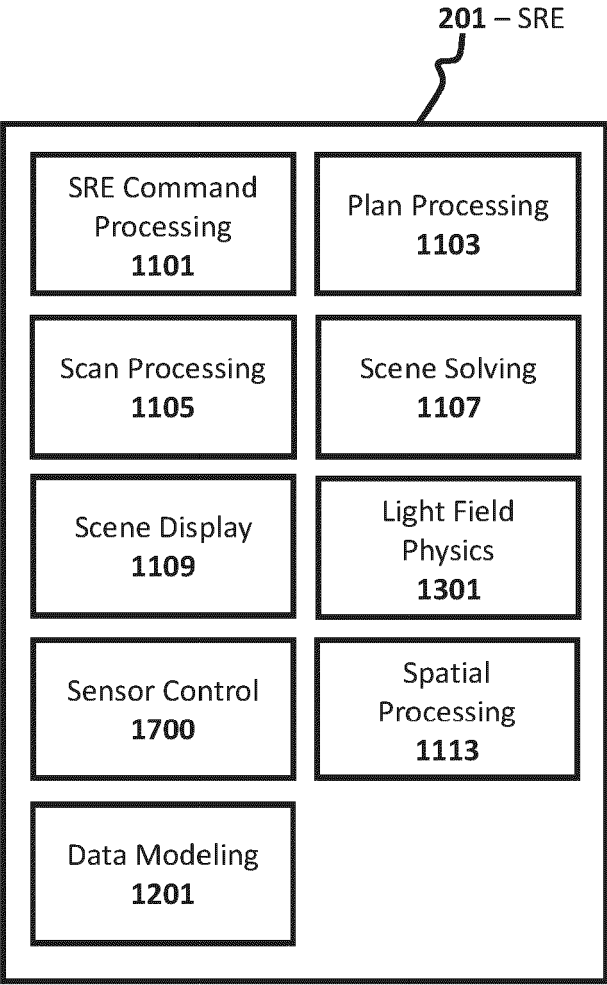 201 – SRE
SRE Command
Processing
1101
Plan Processing
1103
Scan Processing
1105
Scene Solving
1107
Scene Display
1109
Light Field
Physics
1301
Sensor Control
1700
Spatial
Processing
1113
Data Modeling
1201